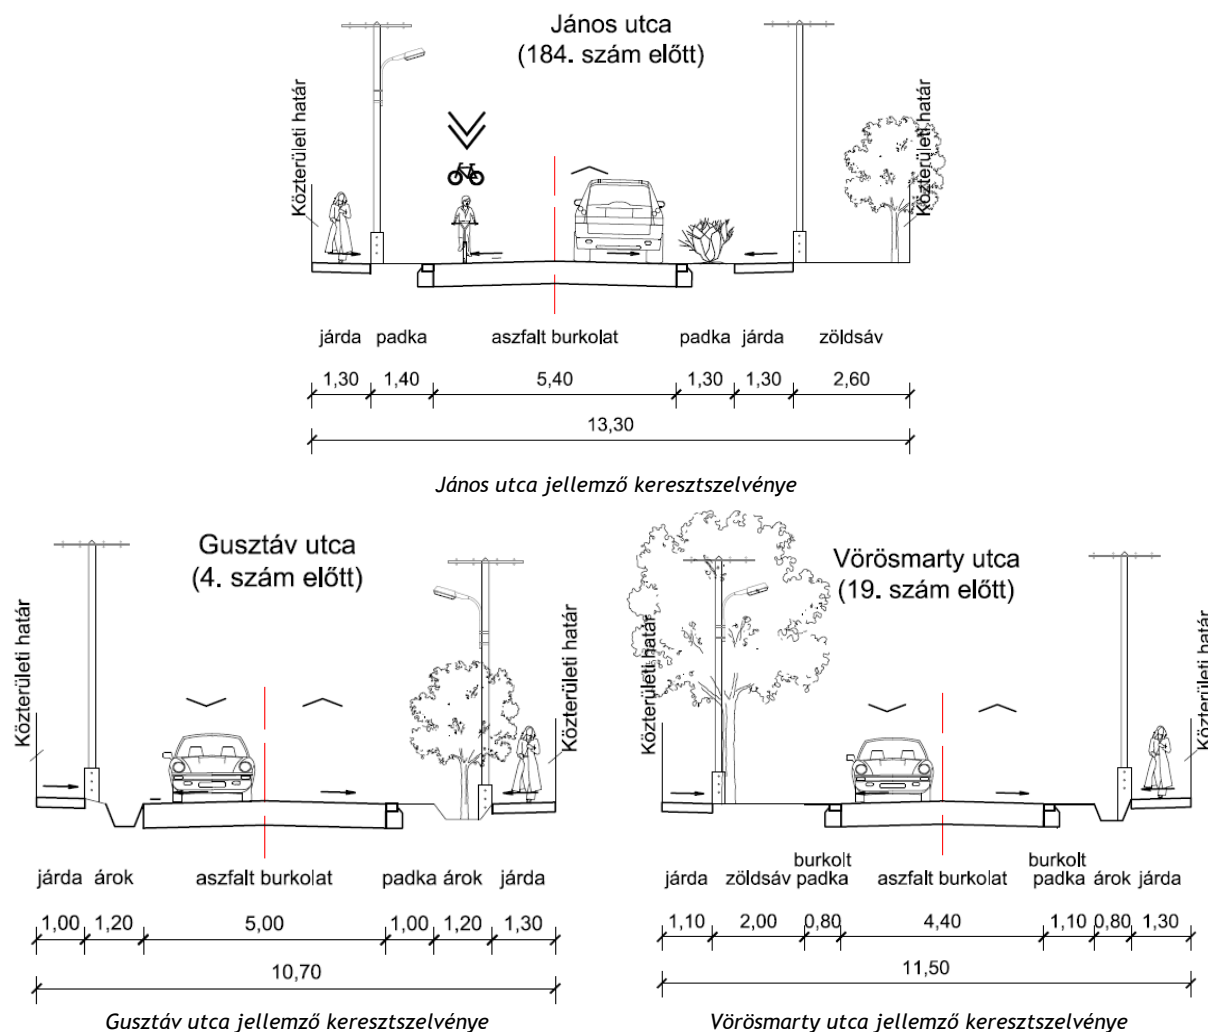 János utca
(184. szám előtt)
Közterületi határ
Közterületi határ
járda padka aszfalt burkolat padka járda zöldsáv
1,30 1,40 5,40 1,30 1,30 2,60
13,30
János utca jellemző keresztszelvénye
Gusztáv utca
(4. szám előtt)
Közterületi határ
Közterületi határ
járda árok aszfalt burkolat padka árok járda
1,00 1,20 5,00 1,00 1,20 1,30
10,70
Gusztáv utca jellemző keresztszelvénye
Vörösmarty utca
(19. szám előtt)
Közterületi határ
Közterületi határ
burkolt burkolt
járda zöldsáv padka aszfalt burkolat padka árok járda
1,10 2,00 0,80 4,40 1,10 0,80 1,30
11,50
Vörösmarty utca jellemző keresztszelvénye